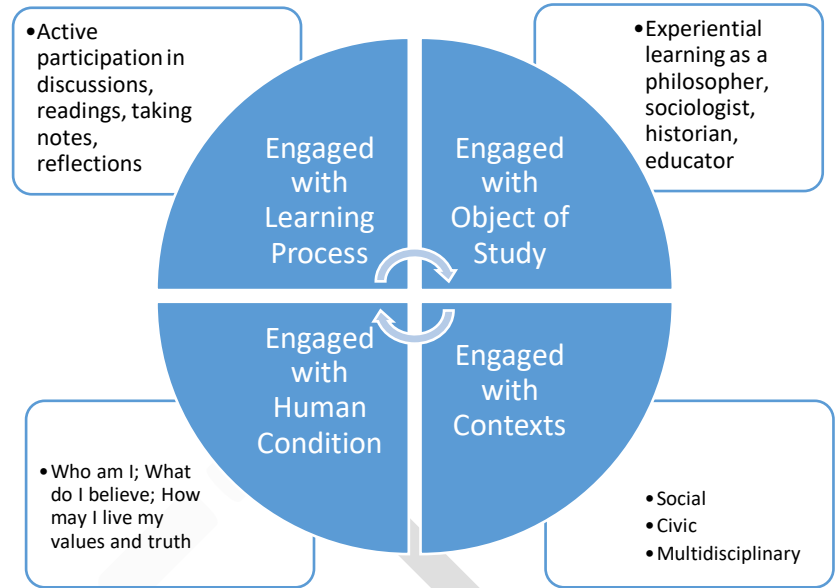 •Active
participation in
discussions,
readings, taking
notes,
reflections
•Experiential
learning as a
philosopher,
sociologist,
historian,
educator
Engaged
with
Learning
Process
Engaged
with
Object of
Study
Engaged
with
Human
Condition
Engaged
with
Contexts
•Who am I; What
do I believe; How
may I live my
values and truth
•Social
•Civic
•Multidisciplinary